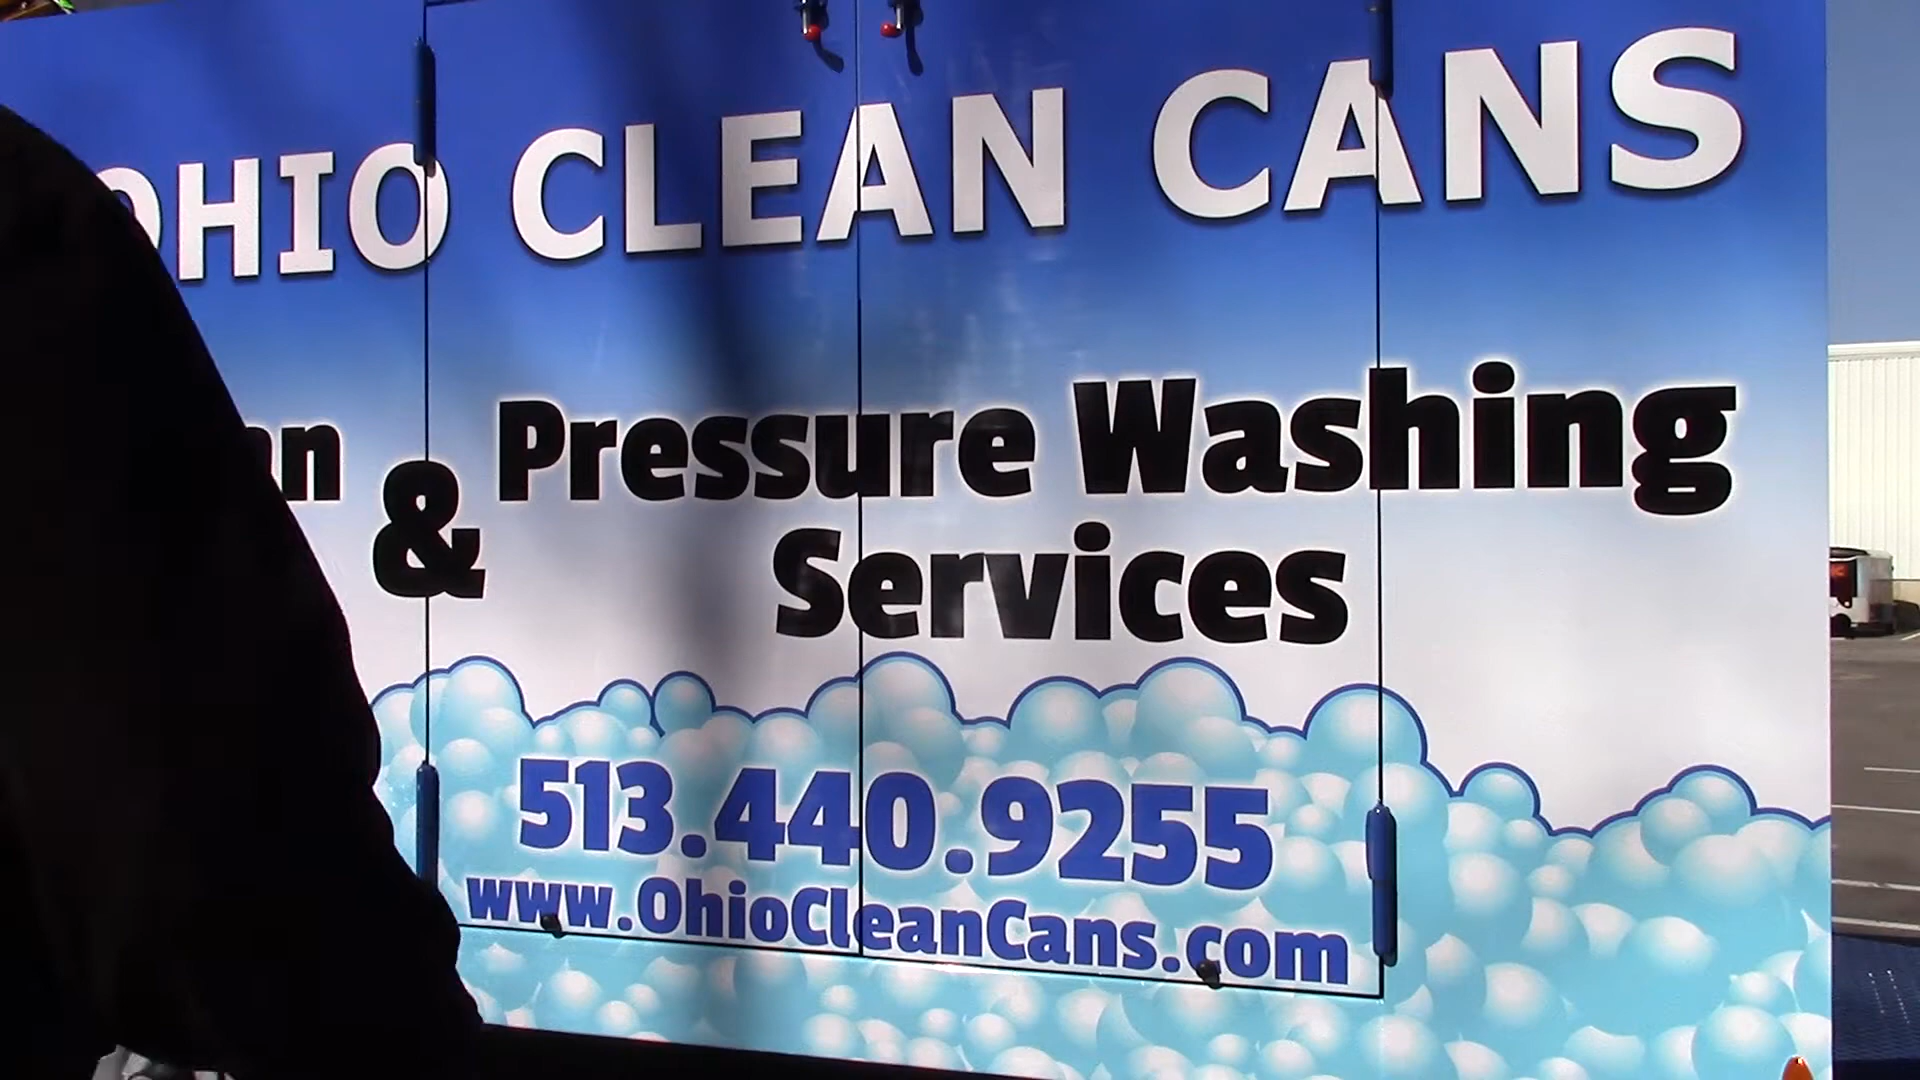 OHIO CLEAN CANS
& Pressure Washing
Services
513.440.9255
www.OhioCleanCans.com